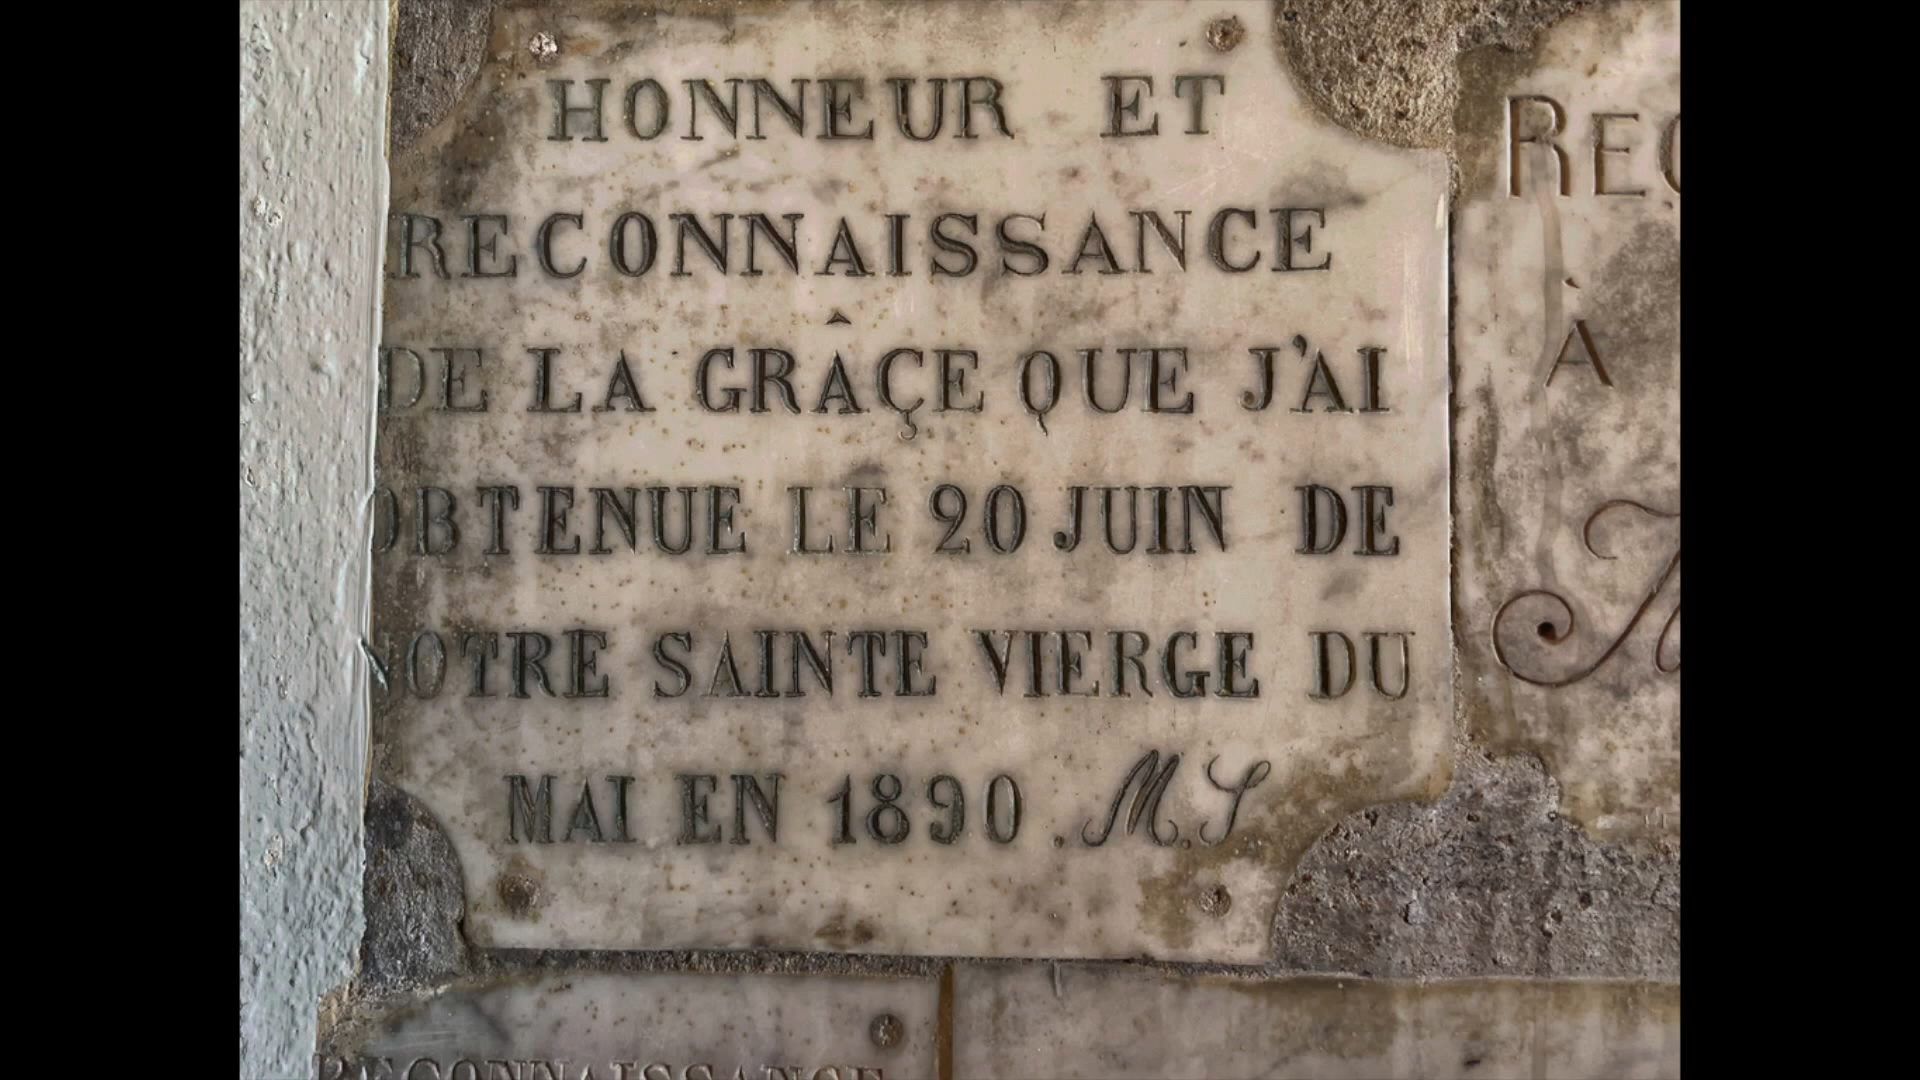 HONNEUR ET
RECONNAISSANCE
DE LA GRÂÇE QUE J'AI
OBTENUE LE 20 JUIN DE
NOTRE SAINTE VIERGE DU
MAI EN 1890. M.S
REC
À
RECONNAISSANCE